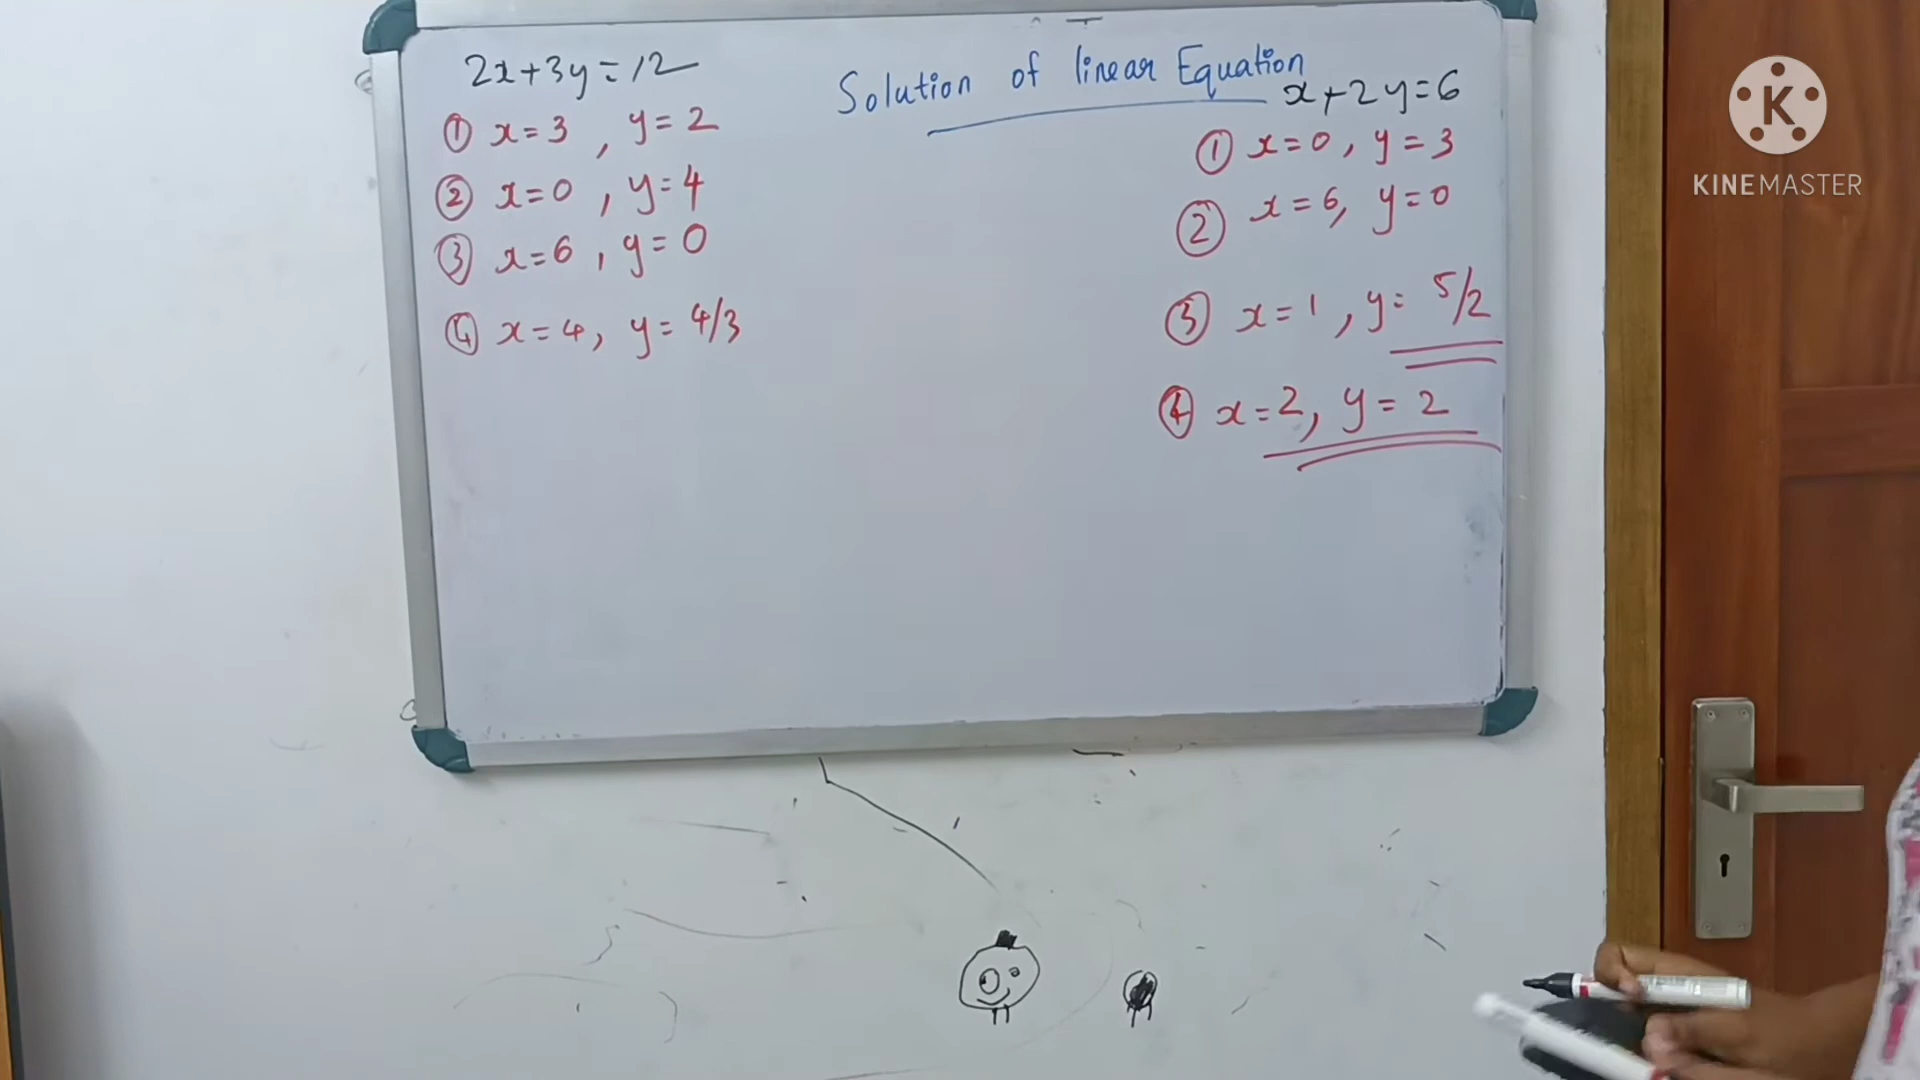 Solution of linear Equation
2x+3y=12
① x=3, y=2
② x=0, y=4
③ x=6, y=0
④ x=4, y=4/3
x+2y=6
① x=0, y=3
② x=6, y=0
③ x=1, y=5/2
④ x=2, y=2
K
KINEMASTER